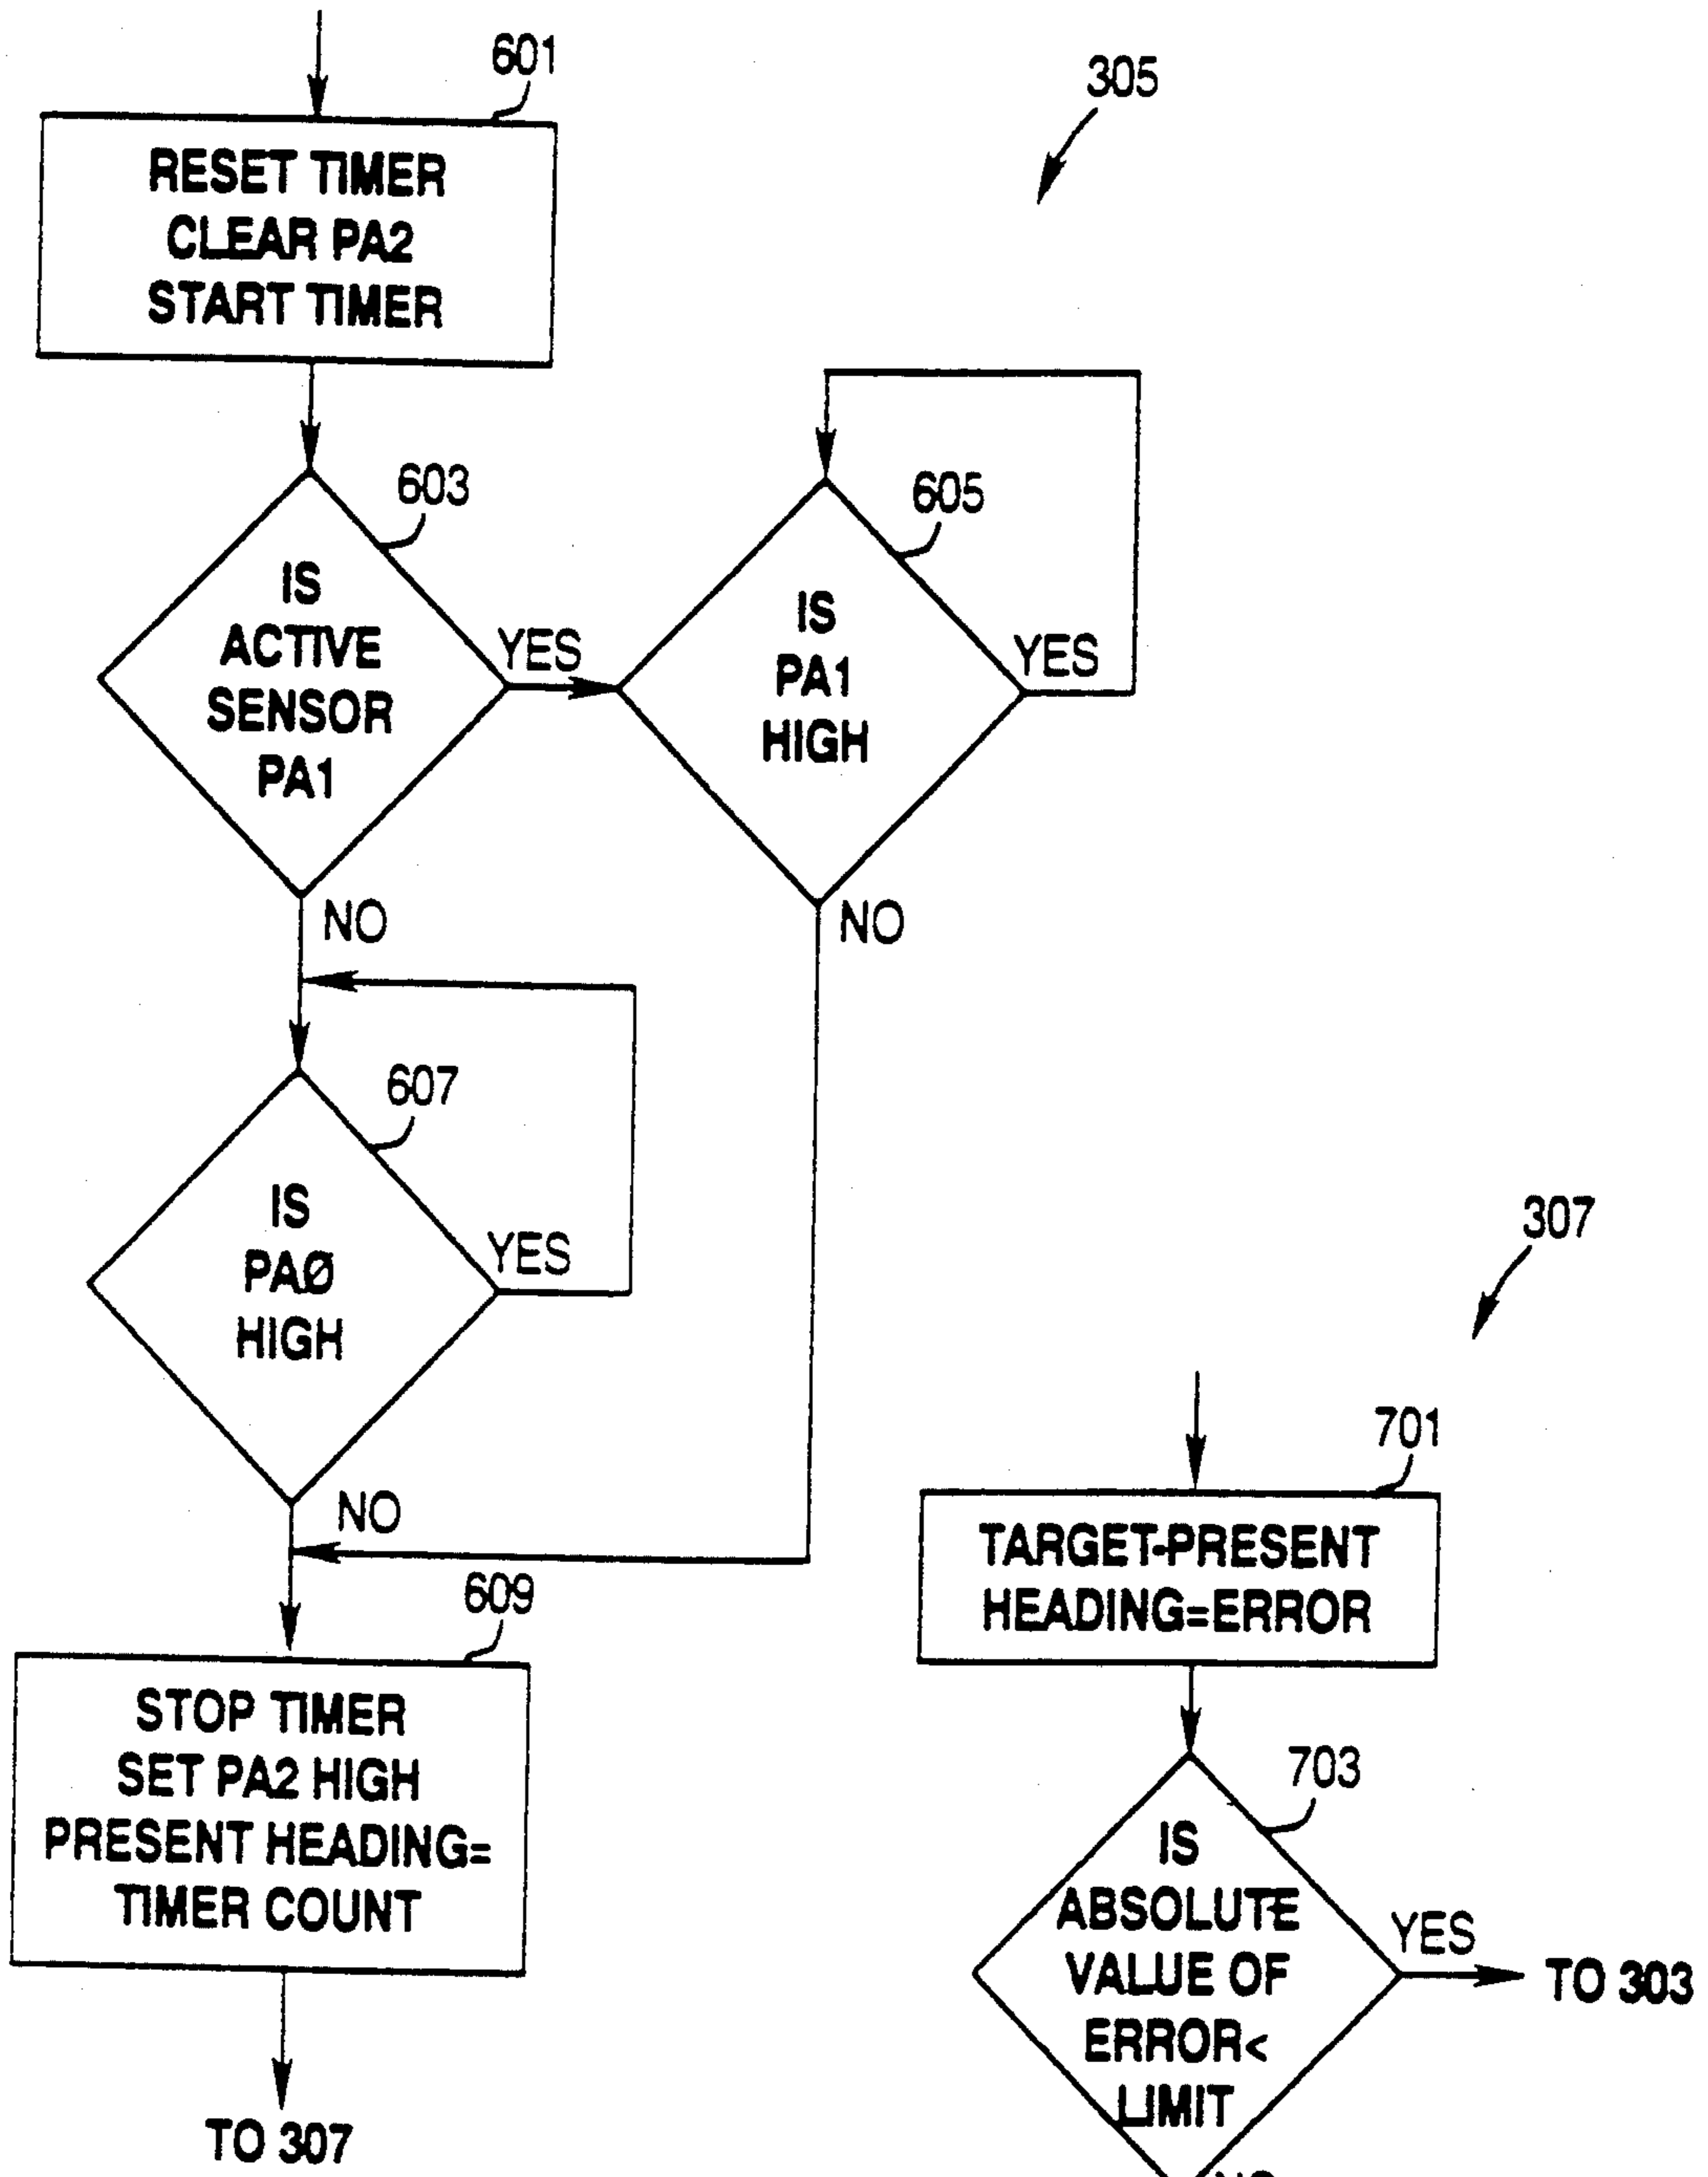 601
305
RESET TIMER
CLEAR PA2
START TIMER
603
IS
ACTIVE
SENSOR
PA1
YES
NO
605
IS
PA1
HIGH
YES
NO
607
IS
PAØ
HIGH
YES
NO
609
STOP TIMER
SET PA2 HIGH
PRESENT HEADING=
TIMER COUNT
TO 307
307
701
TARGET-PRESENT
HEADING=ERROR
703
IS
ABSOLUTE
VALUE OF
ERROR<
LIMIT
YES
TO 303
NO